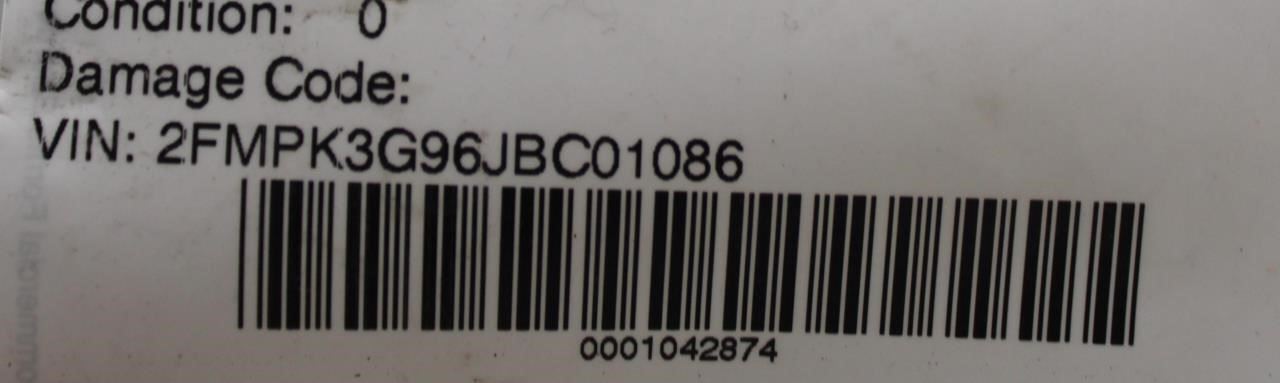 Condition: 0
Damage Code:
VIN: 2FMPK3G96JBC01086
0001042874